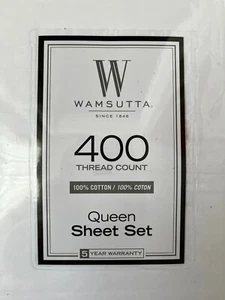 W
WAMSUTTA®
SINCE 1846
400
THREAD COUNT
100% COTTON / 100% COTON
Queen
Sheet Set
5 YEAR WARRANTY